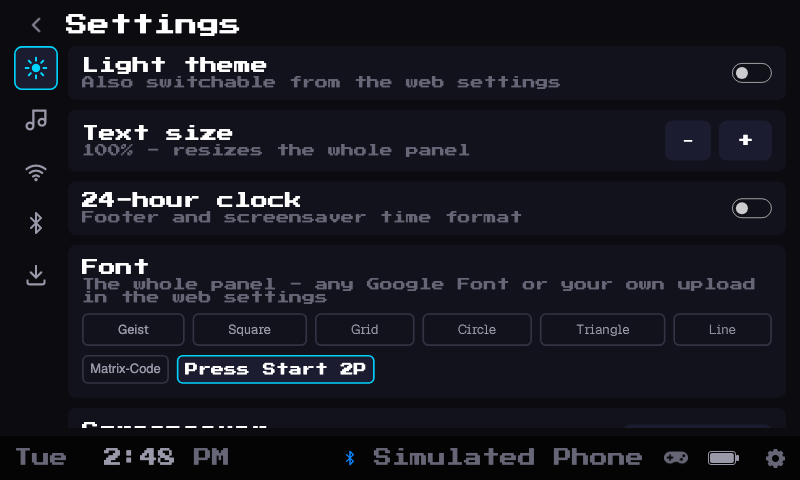 Settings
Light theme
Also switchable from the web settings
Text size
100% - resizes the whole panel
-
+
24-hour clock
Footer and screensaver time format
Font
The whole panel - any Google Font or your own upload
in the web settings
Geist
Square
Grid
Circle
Triangle
Line
Matrix-Code
Press Start 2P
Tue 2:48 PM
Simulated Phone